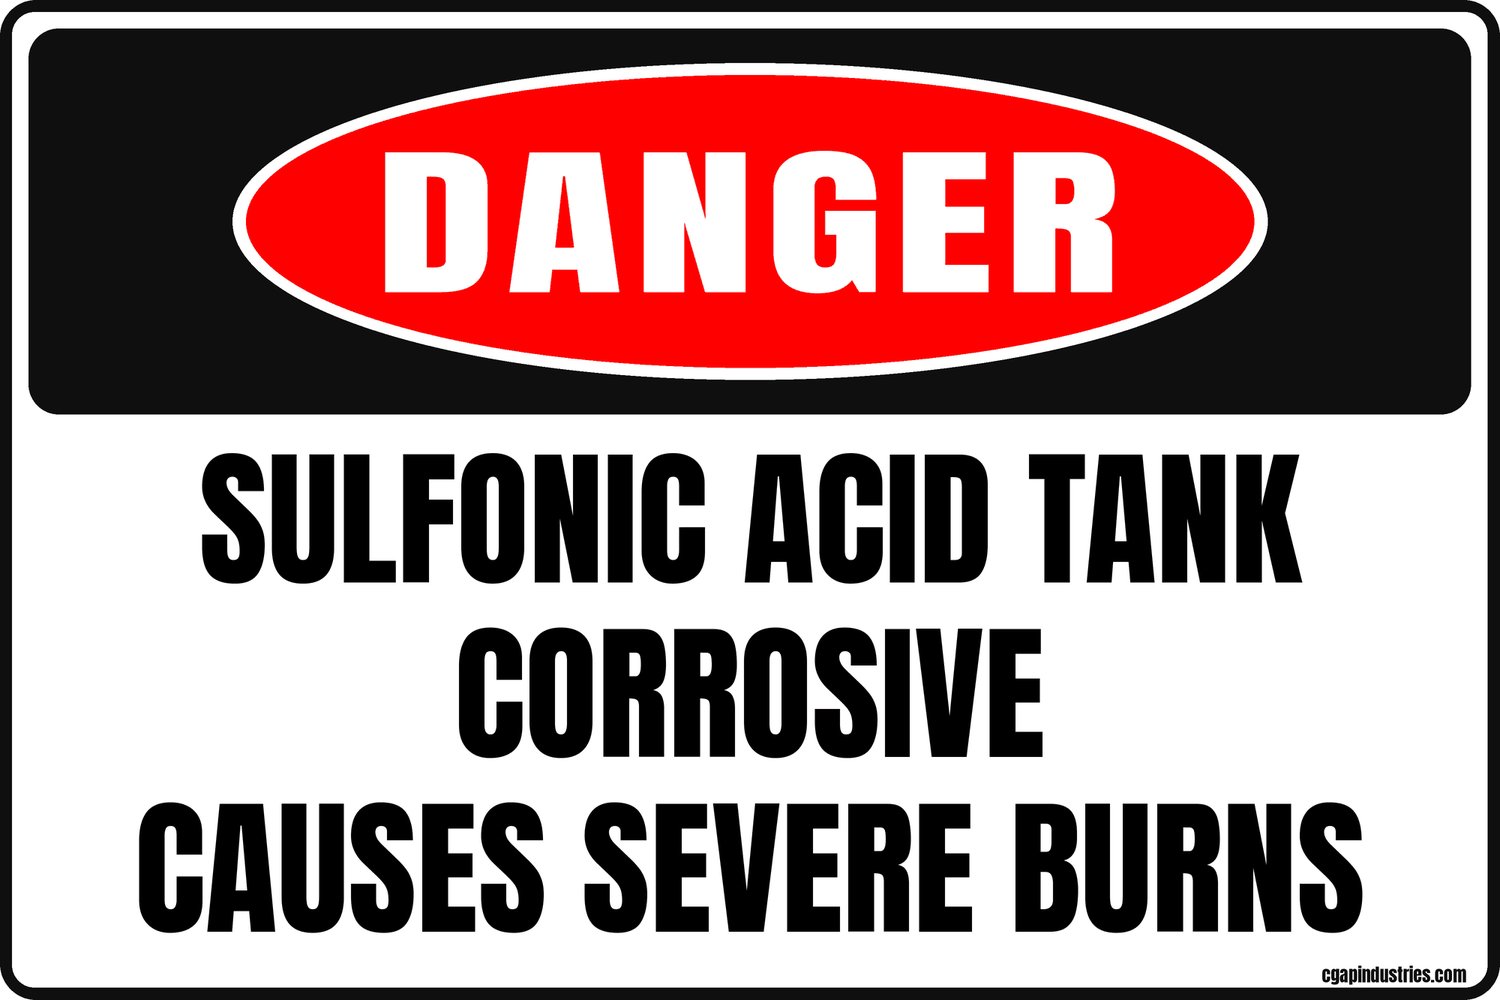 DANGER
SULFONIC ACID TANK
CORROSIVE
CAUSES SEVERE BURNS
cgapindustries.com